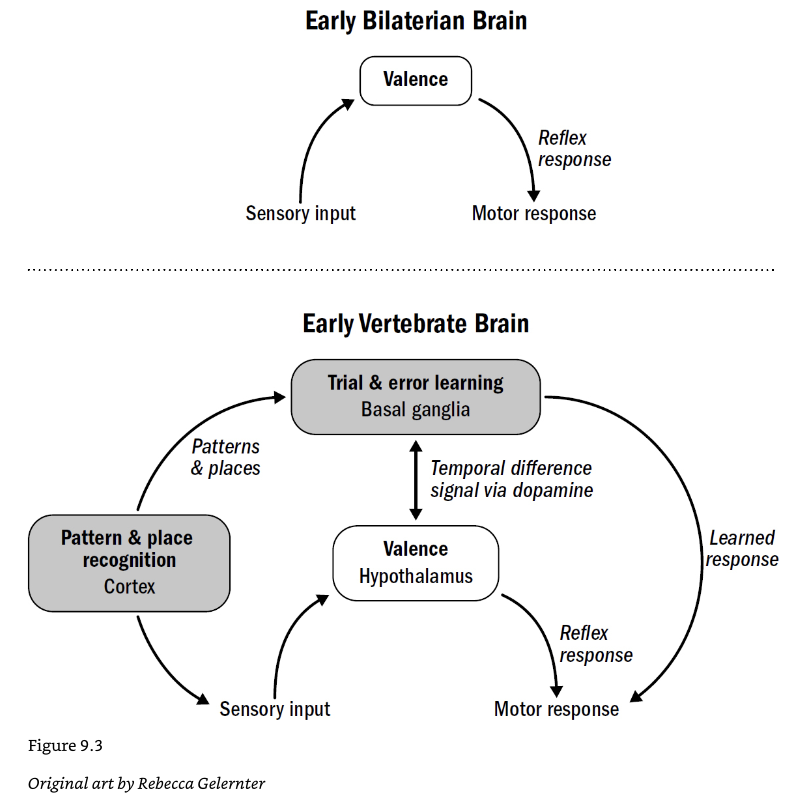 Early Bilaterian Brain
Valence
Reflex
response
Sensory input
Motor response
Early Vertebrate Brain
Trial & error learning
Basal ganglia
Patterns
& places
Temporal difference
signal via dopamine
Pattern & place
recognition
Cortex
Valence
Hypothalamus
Learned
response
Reflex
response
Sensory input
Motor response
Figure 9.3
Original art by Rebecca Gelernter